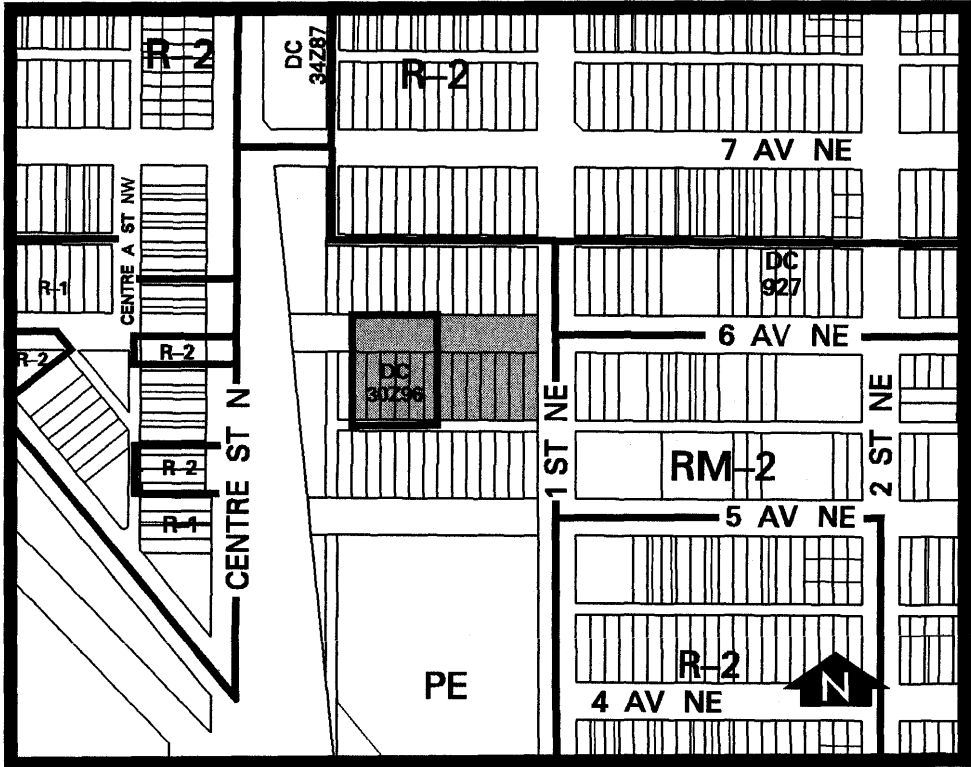 R-2
DC
34Z87
R-2
7 AV NE
CENTRE A ST NW
R-1
DC
927
6 AV NE
R-2
R-2
DC
30Z96
CENTRE ST N
1 ST NE
2 ST NE
R-2
RM-2
R-1
5 AV NE
PE
R-2
N
4 AV NE